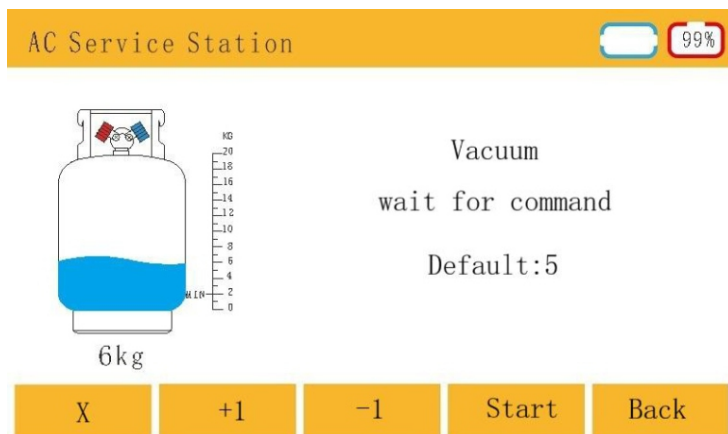 AC Service Station
99%
KG
20
18
16
14
12
10
8
6
4
MIN 2
0
6kg
Vacuum
wait for command
Default:5
X +1 -1 Start Back